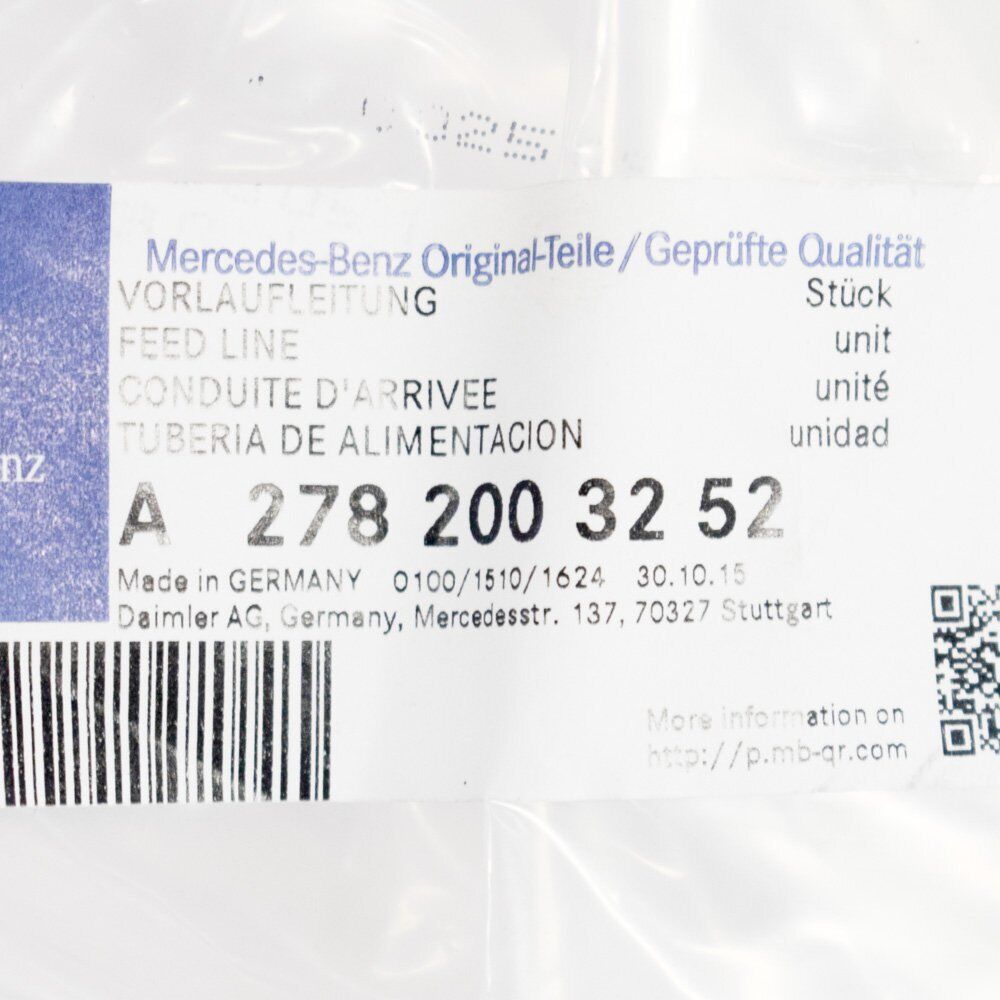 025
Mercedes-Benz Original-Teile / Geprüfte Qualität
VORLAUFLEITUNG Stück
FEED LINE unit
CONDUITE D'ARRIVEE unité
TUBERIA DE ALIMENTACION unidad
nz
A 278 200 32 52
Made in GERMANY 0100/1510/1624 30.10.15
Daimler AG, Germany, Mercedesstr. 137, 70327 Stuttgart
More information on
http://p.mb-qr.com